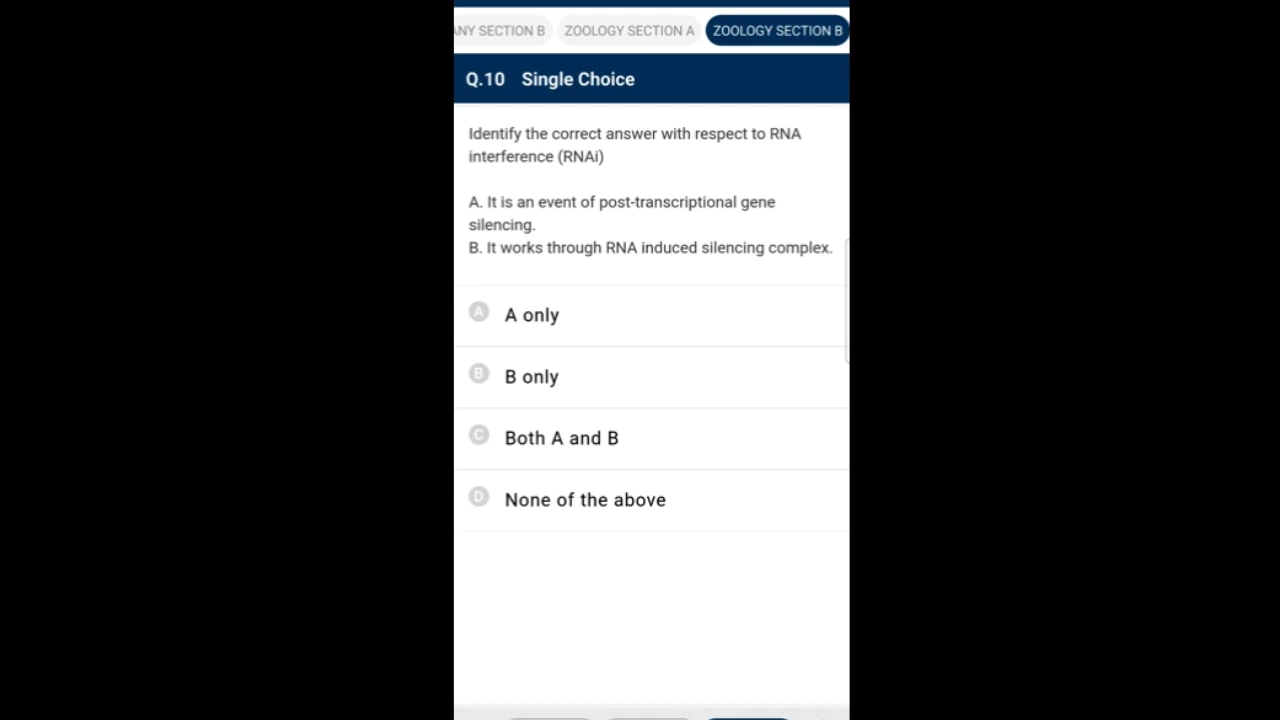 ANY SECTION B ZOOLOGY SECTION A ZOOLOGY SECTION B
Q.10 Single Choice
Identify the correct answer with respect to RNA
interference (RNAi)
A. It is an event of post-transcriptional gene
silencing.
B. It works through RNA induced silencing complex.
A A only
B B only
C Both A and B
D None of the above